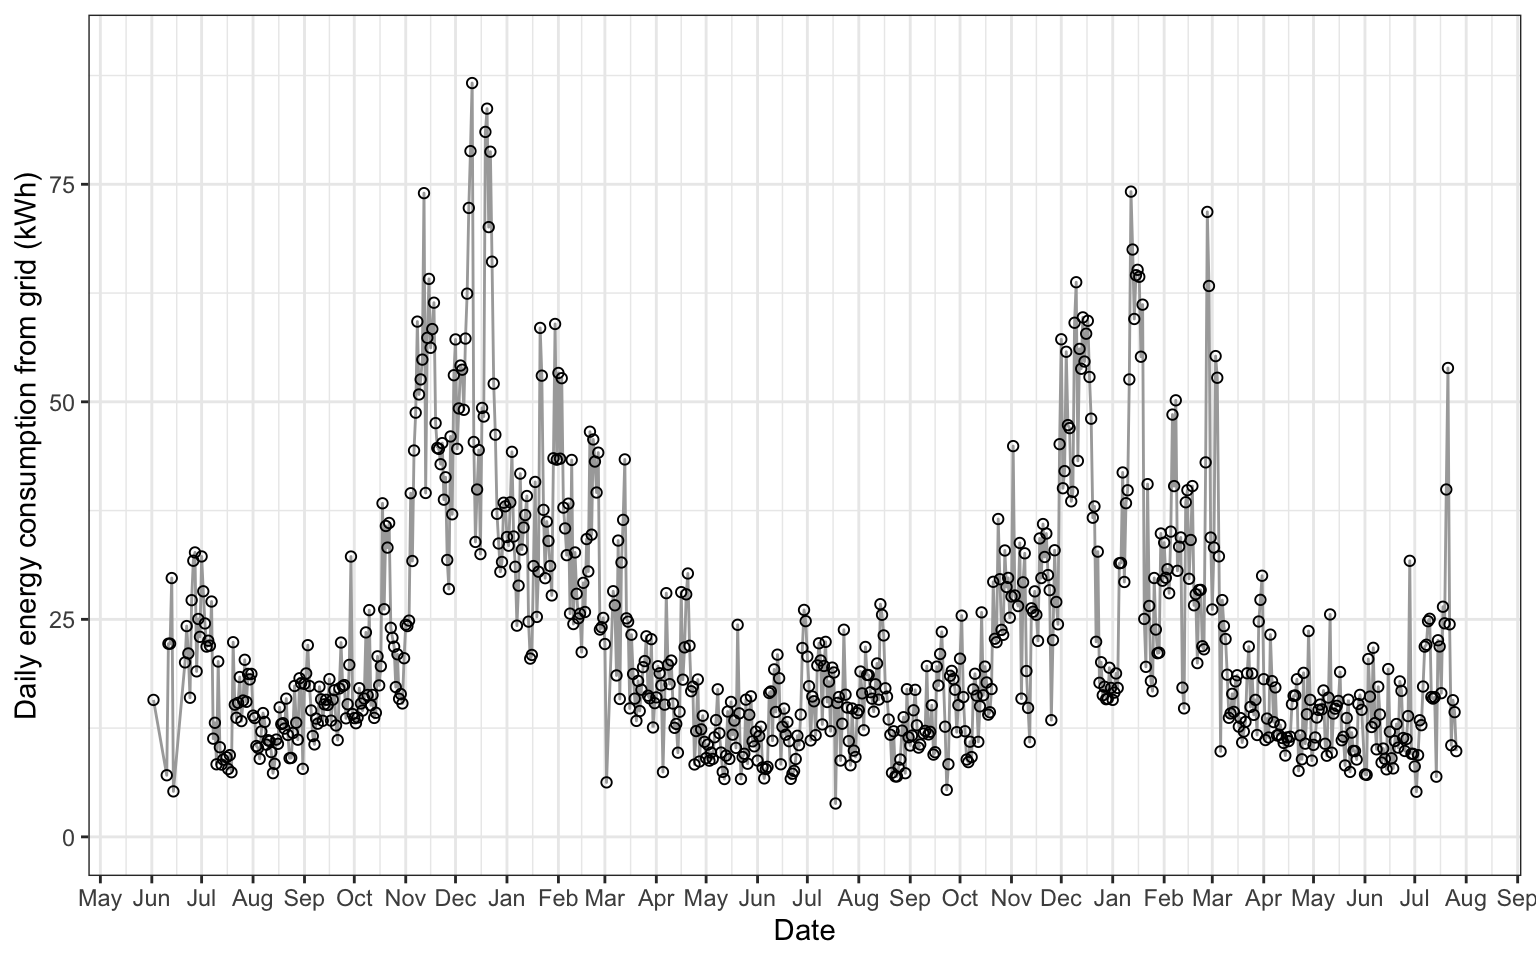 Daily energy consumption from grid (kWh)
75
50
25
0
May Jun Jul Aug Sep Oct Nov Dec Jan Feb Mar Apr May Jun Jul Aug Sep Oct Nov Dec Jan Feb Mar Apr May Jun Jul Aug Sep
Date